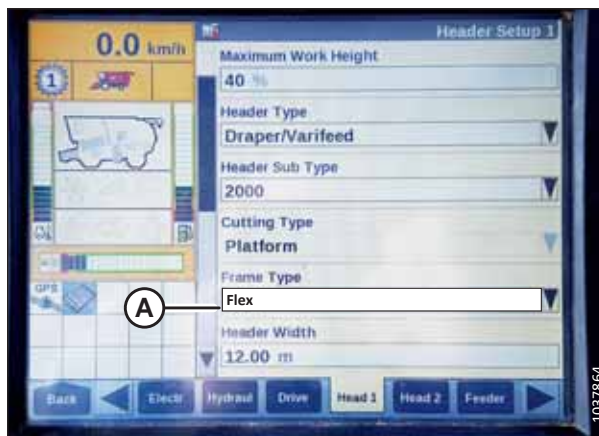 0.0 km/h
Header Setup 1
1
Maximum Work Height
40 %
Header Type
Draper/Varifeed
Header Sub Type
2000
Cutting Type
Platform
Frame Type
GPS
A
Flex
Header Width
12.00 m
Back
Electr
Hydraul
Drive
Head 1
Head 2
Feeder
1037864